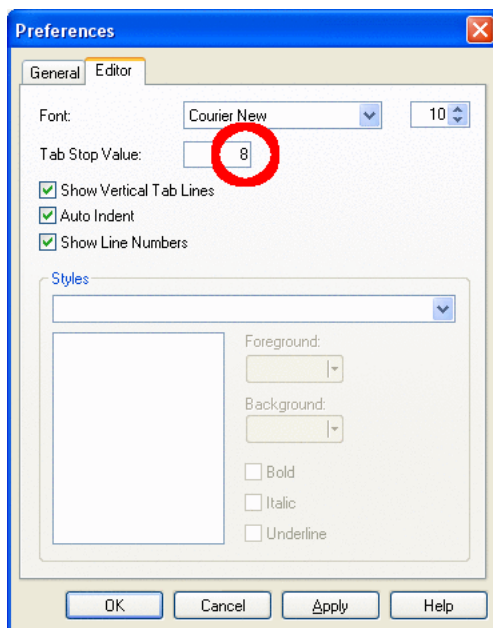 Preferences
General Editor
Font: Courier New 10
Tab Stop Value: 8
Show Vertical Tab Lines
Auto Indent
Show Line Numbers
Styles
Foreground:
Background:
Bold
Italic
Underline
OK Cancel Apply Help